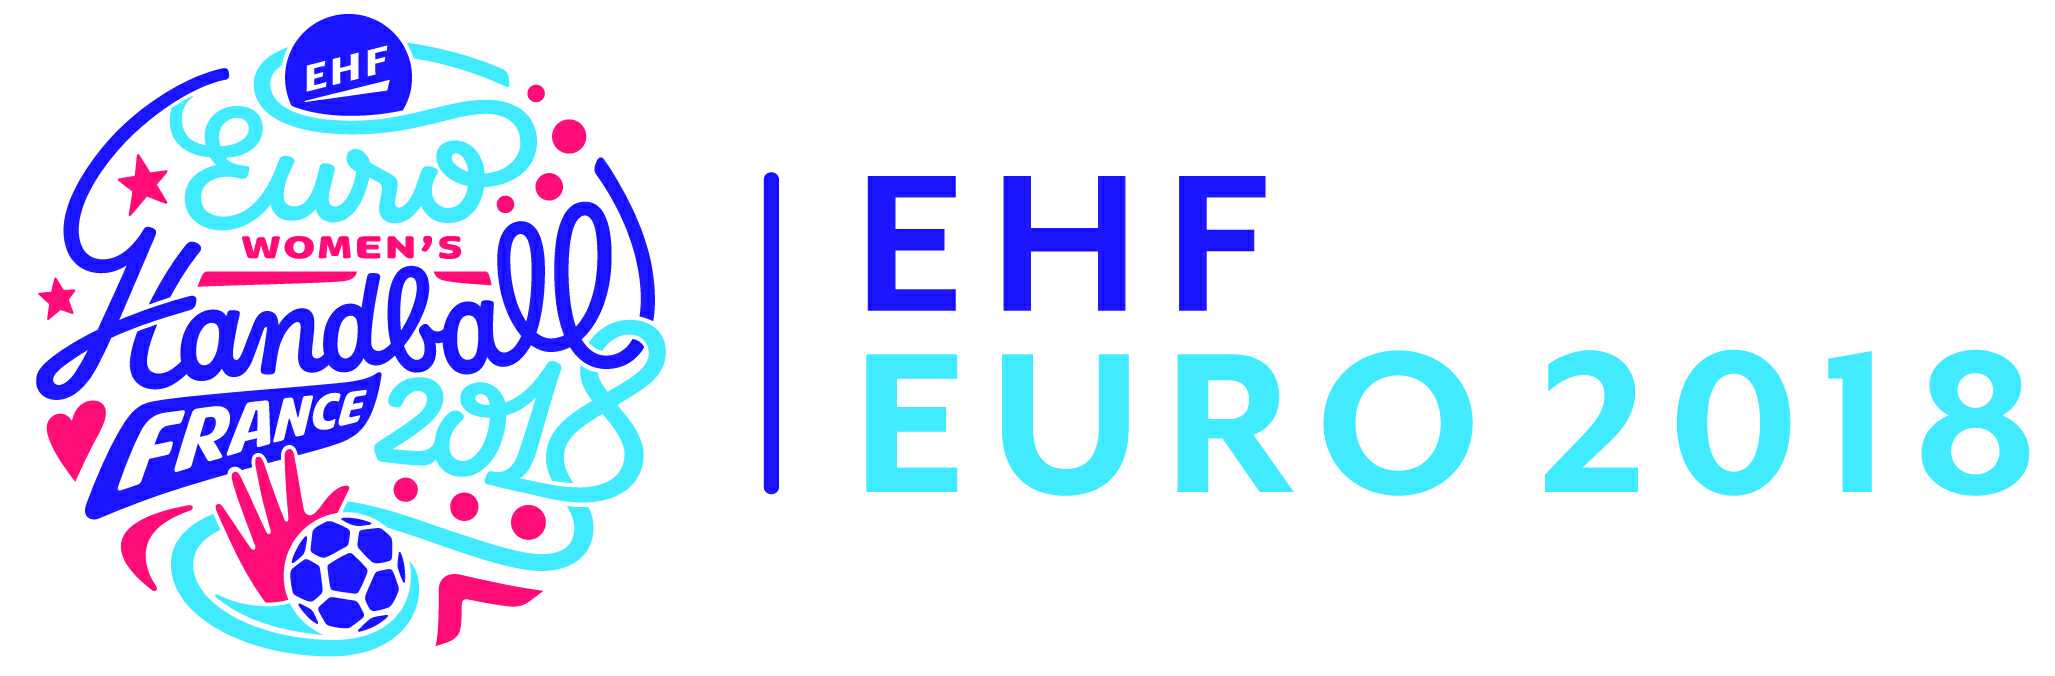 EHF
Euro
WOMEN'S
Handball
FRANCE
2018
EHF
EURO 2018